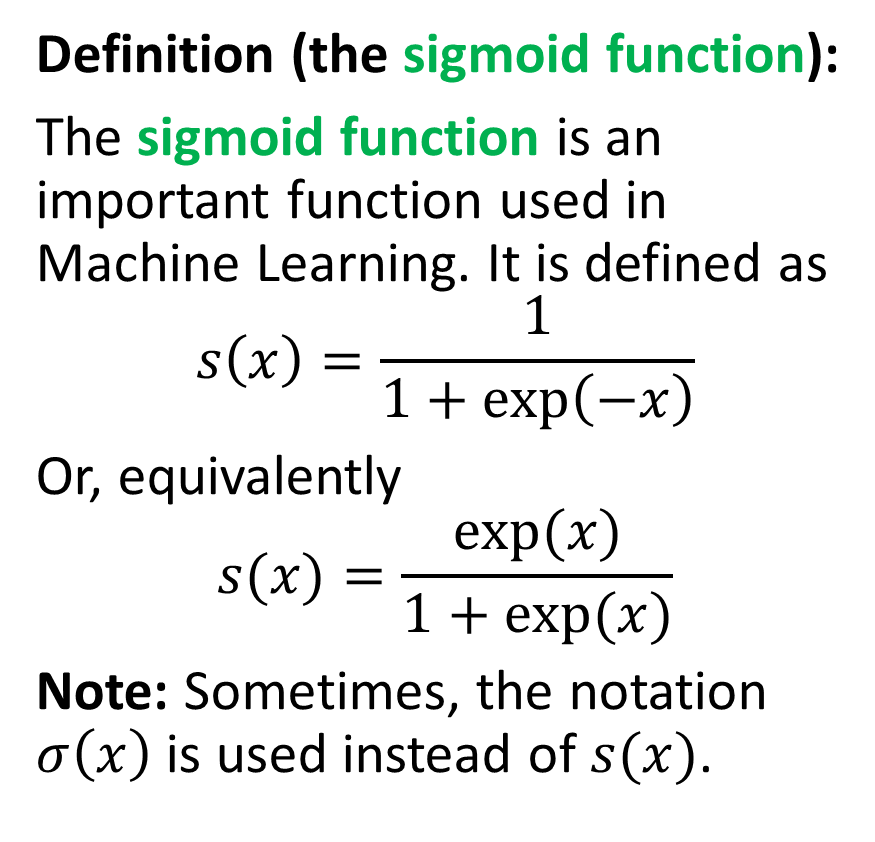 Definition (the sigmoid function):
The sigmoid function is an
important function used in
Machine Learning. It is defined as
s(x) = 1 / (1 + exp(−x))
Or, equivalently
s(x) = exp(x) / (1 + exp(x))
Note: Sometimes, the notation
σ(x) is used instead of s(x).